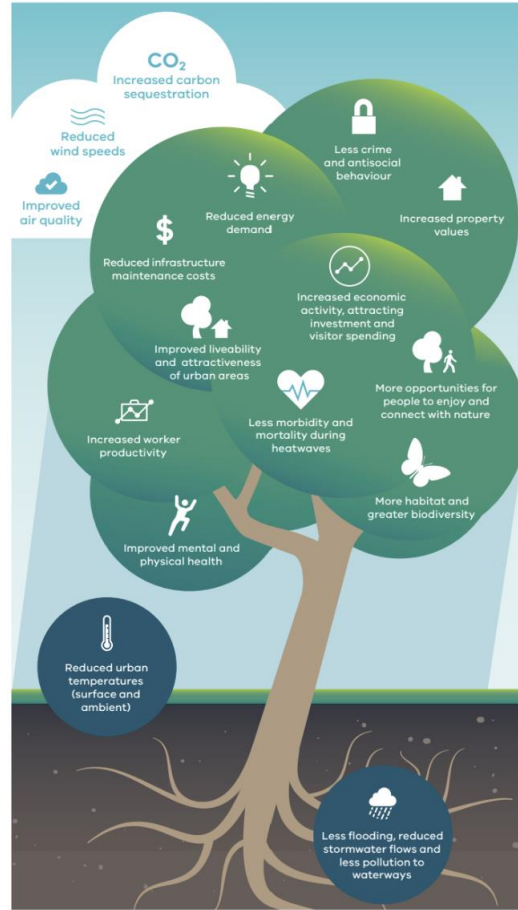 CO₂
Increased carbon
sequestration
Reduced
wind speeds
Improved
air quality
Less crime
and antisocial
behaviour
Reduced energy
demand
Increased property
values
$
Reduced infrastructure
maintenance costs
Increased economic
activity, attracting
investment and
visitor spending
Improved liveability
and attractiveness
of urban areas
More opportunities for
people to enjoy and
connect with nature
Less morbidity and
mortality during
heatwaves
Increased worker
productivity
More habitat and
greater biodiversity
Improved mental and
physical health
Reduced urban
temperatures
(surface and
ambient)
Less flooding, reduced
stormwater flows and
less pollution to
waterways